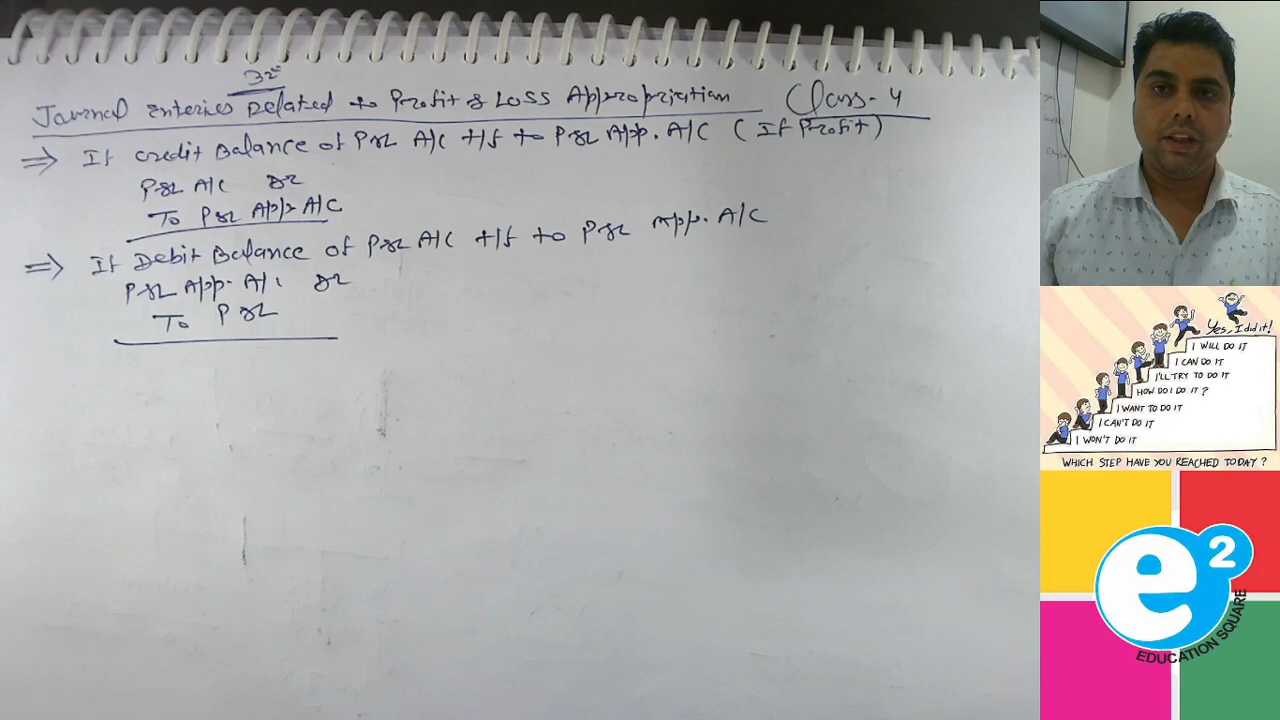 Journal Enteries Related to Profit & LOSS Appropriation Class-4
⇒ If credit Balance of P&L A/C t/f to P&L App. A/C (If Profit)
P&L A/C Dr
To P&L App. A/C
⇒ If Debit Balance of P&L A/C t/f to P&L App. A/C
P&L App. A/C Dr
To P&L
Yes, I did it!
I WILL DO IT
I CAN DO IT
I'LL TRY TO DO IT
HOW DO I DO IT?
I WANT TO DO IT
I CAN'T DO IT
I WON'T DO IT
WHICH STEP HAVE YOU REACHED TODAY?
e2
EDUCATION SQUARE